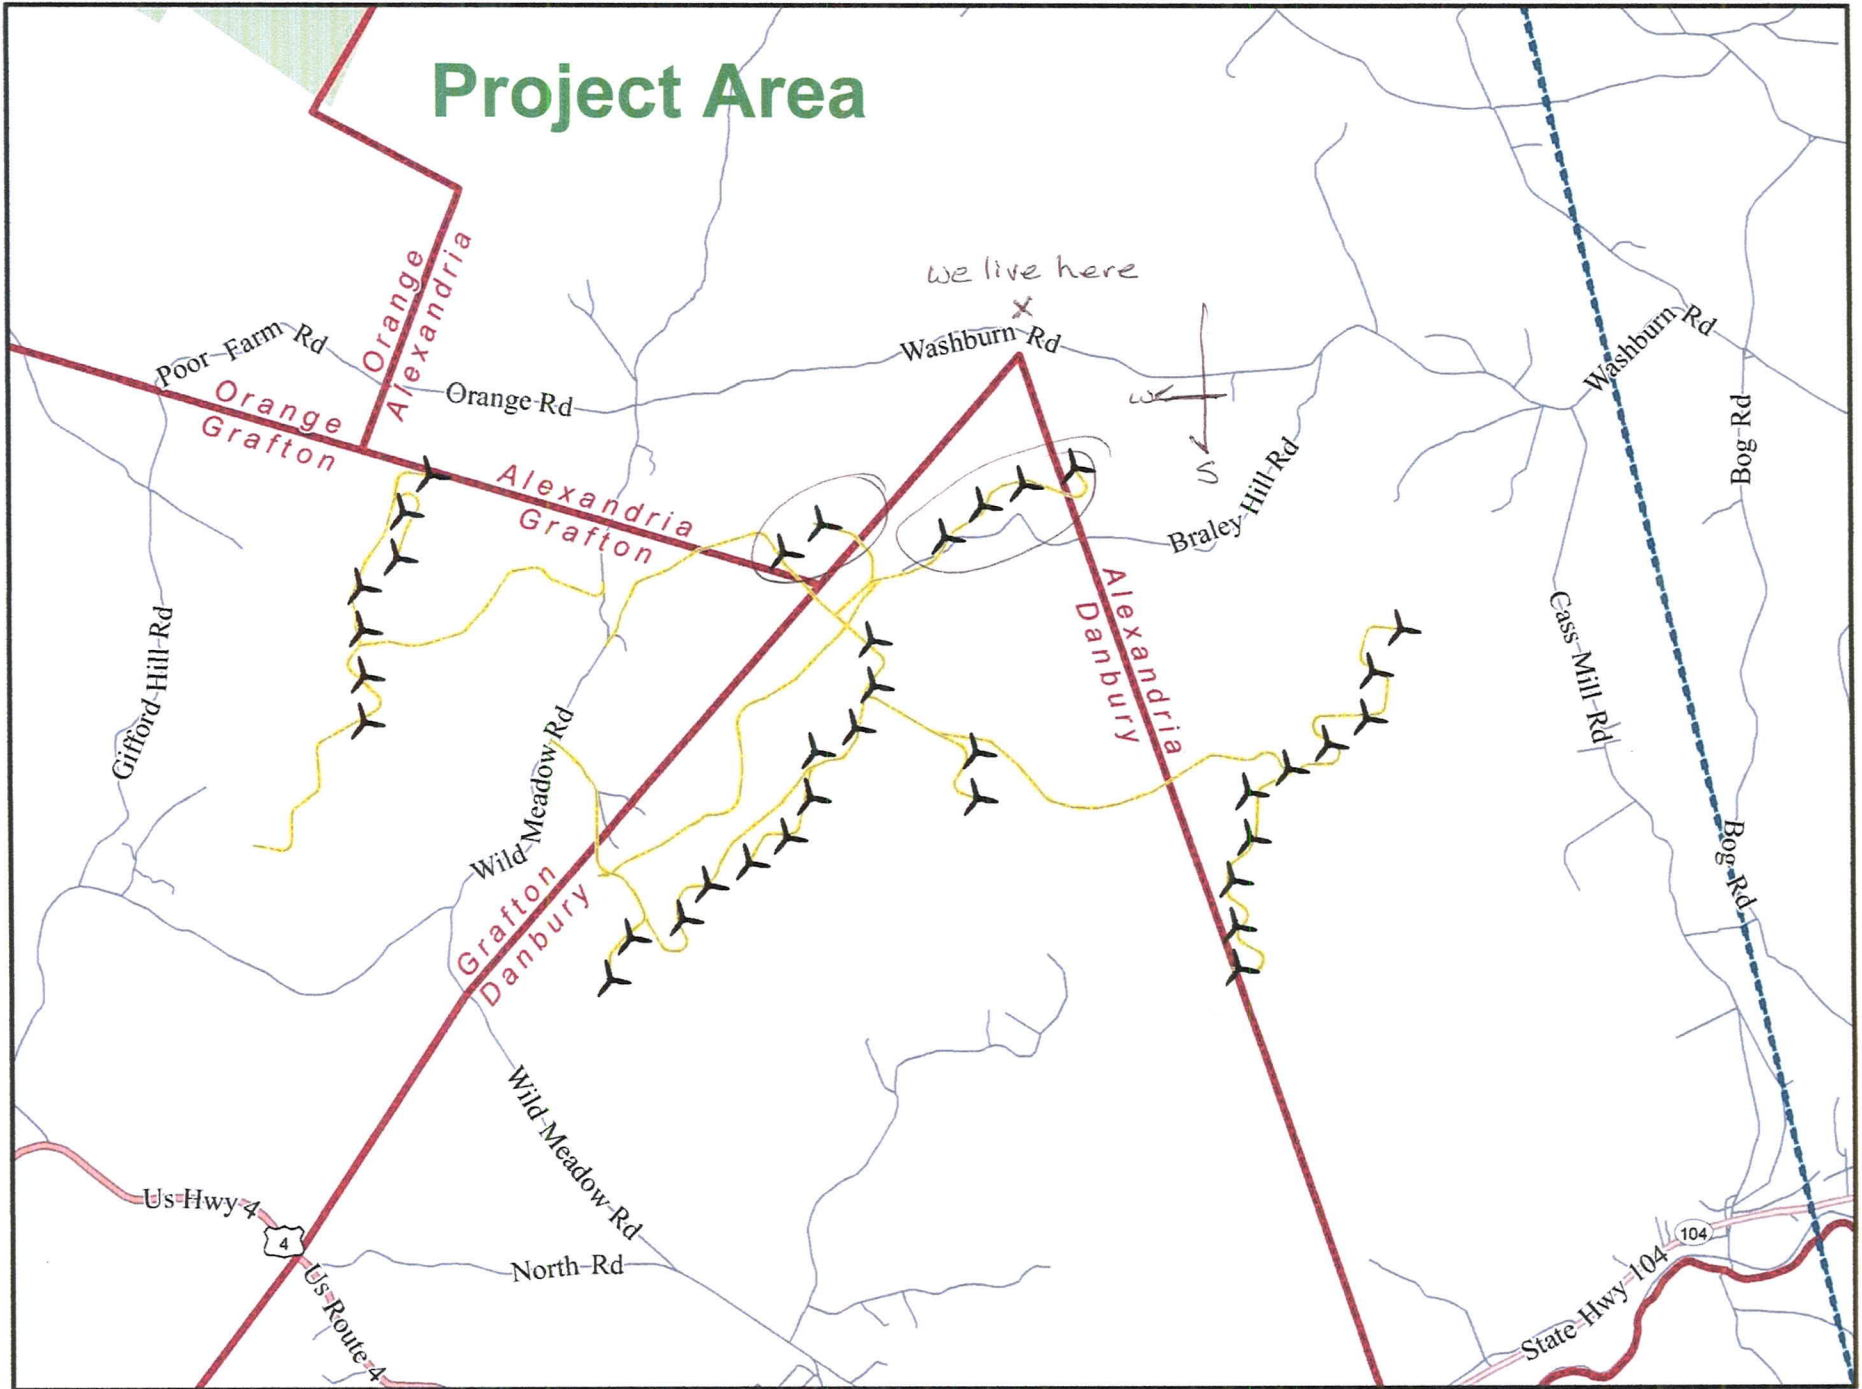 Project Area
Orange
Alexandria
we live here
x
Washburn Rd
Washburn Rd
Poor Farm Rd
Orange
Grafton
Orange Rd
W
S
Bog Rd
Alexandria
Grafton
Braley Hill Rd
Alexandria
Danbury
Gifford Hill Rd
Cass Mill Rd
Wild Meadow Rd
Bog Rd
Grafton
Danbury
Wild Meadow Rd
Us Hwy 4
4
North Rd
Us Route 4
104
State Hwy 104